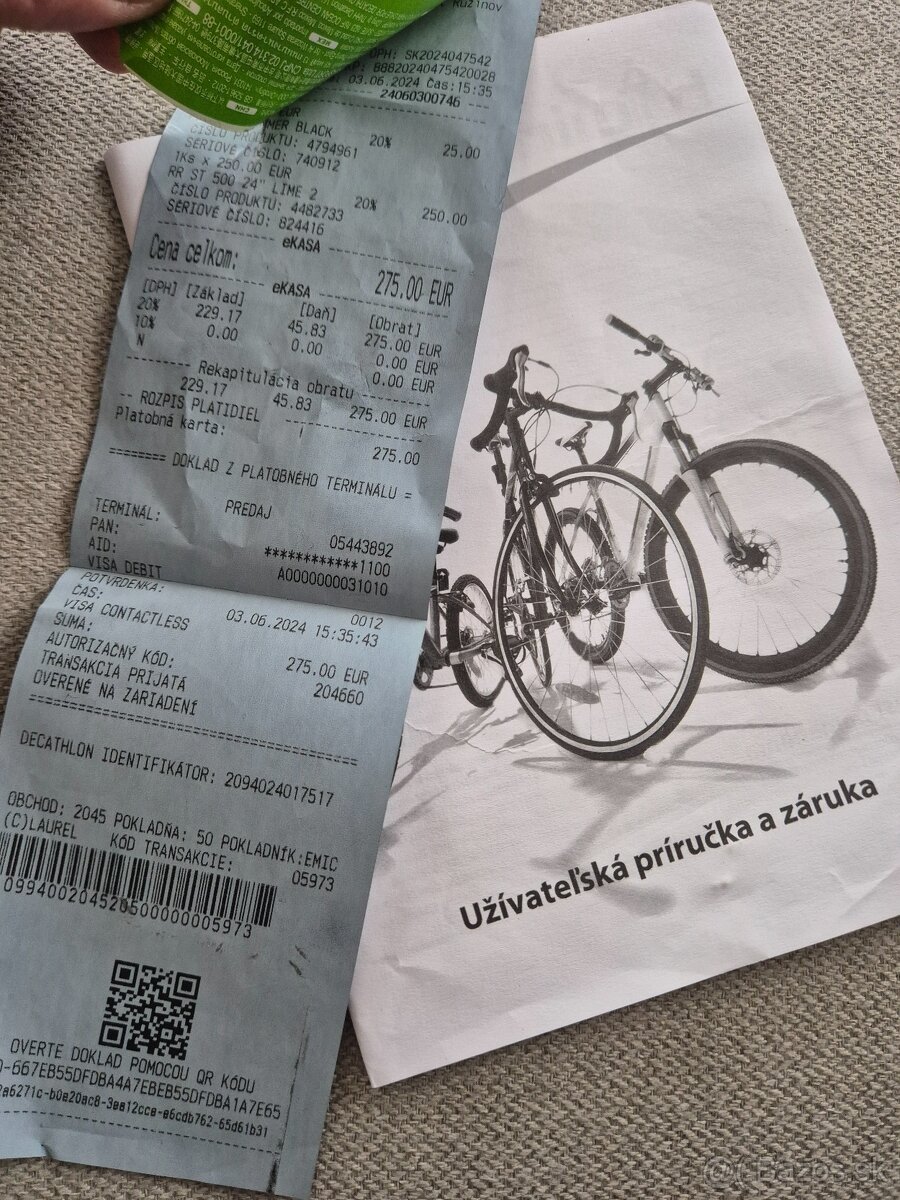 Ružinov
DPH: SK2024047542
88820240475420028
03.06.2024 Čas:15:35
24060300746
EUR
BLACK 20% 25.00
ČÍSLO PRODUKTU: 4794961
SÉRIOVÉ ČÍSLO: 740912
1Ks x 250.00 EUR
RR ST 500 24" LIME 2 20% 250.00
ČÍSLO PRODUKTU: 4482733
SÉRIOVÉ ČÍSLO: 824416
eKASA
Cena celkom: 275.00 EUR
eKASA
[DPH] [Základ] [Daň] [Obrat]
20% 229.17 45.83 275.00 EUR
10% 0.00 0.00 0.00 EUR
N 0.00 EUR
Rekapitulácia obratu
229.17 45.83 275.00 EUR
ROZPIS PLATIDIEL
Platobná karta: 275.00
======== DOKLAD Z PLATOBNÉHO TERMINÁLU =
PREDAJ
TERMINÁL: 05443892
PAN: ************1100
AID: A0000000031010
VISA DEBIT
POTVRDENKA: 0012
ČAS: 03.06.2024 15:35:43
VISA CONTACTLESS
SUMA: 275.00 EUR
AUTORIZAČNÝ KÓD: 204660
TRANSAKCIA PRIJATÁ
OVERENÉ NA ZARIADENÍ
DECATHLON IDENTIFIKÁTOR: 2094024017517
OBCHOD: 2045 POKLADŇA: 50 POKLADNÍK:EMIC
(C)LAUREL KÓD TRANSAKCIE: 05973
OVERTE DOKLAD POMOCOU QR KÓDU
O-667EB55DFDBA4A7EBEB55DFDBA1A7E65
Užívateľská príručka a záruka
Bazos.sk